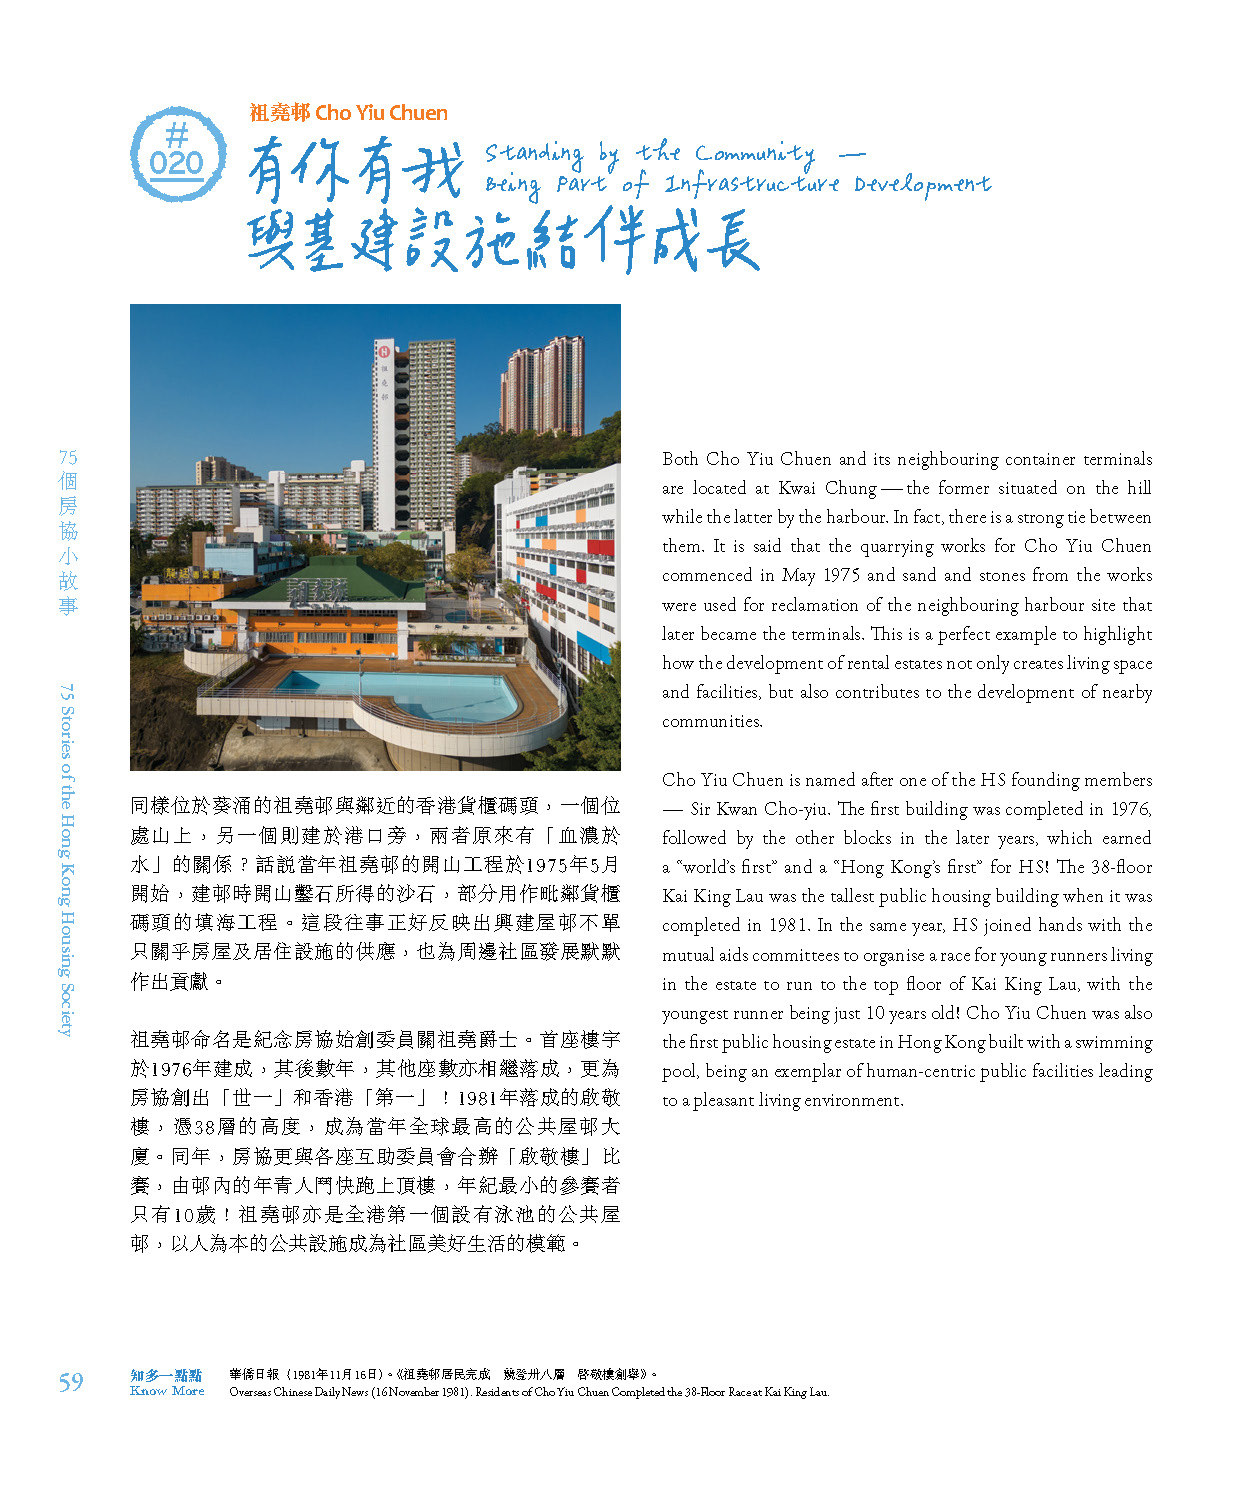 祖堯邨 Cho Yiu Chuen
#
020
有你有我
Standing by the Community —
Being Part of Infrastructure Development
與基建設施結伴成長
祖堯邨
Both Cho Yiu Chuen and its neighbouring container terminals
are located at Kwai Chung — the former situated on the hill
while the latter by the harbour. In fact, there is a strong tie between
them. It is said that the quarrying works for Cho Yiu Chuen
commenced in May 1975 and sand and stones from the works
were used for reclamation of the neighbouring harbour site that
later became the terminals. This is a perfect example to highlight
how the development of rental estates not only creates living space
and facilities, but also contributes to the development of nearby
communities.
Cho Yiu Chuen is named after one of the HS founding members
— Sir Kwan Cho-yiu. The first building was completed in 1976,
followed by the other blocks in the later years, which earned
a “world’s first” and a “Hong Kong’s first” for HS! The 38-floor
Kai King Lau was the tallest public housing building when it was
completed in 1981. In the same year, HS joined hands with the
mutual aids committees to organise a race for young runners living
in the estate to run to the top floor of Kai King Lau, with the
youngest runner being just 10 years old! Cho Yiu Chuen was also
the first public housing estate in Hong Kong built with a swimming
pool, being an exemplar of human-centric public facilities leading
to a pleasant living environment.
同樣位於葵涌的祖堯邨與鄰近的香港貨櫃碼頭，一個位
處山上，另一個則建於港口旁，兩者原來有「血濃於
水」的關係？話說當年祖堯邨的開山工程於1975年5月
開始，建邨時開山鑿石所得的沙石，部分用作毗鄰貨櫃
碼頭的填海工程。這段往事正好反映出興建屋邨不單
只關乎房屋及居住設施的供應，也為周邊社區發展默默
作出貢獻。
祖堯邨命名是紀念房協始創委員關祖堯爵士。首座樓宇
於1976年建成，其後數年，其他座數亦相繼落成，更為
房協創出「世一」和香港「第一」！1981年落成的啟敬
樓，憑38層的高度，成為當年全球最高的公共屋邨大
廈。同年，房協更與各座互助委員會合辦「啟敬樓」比
賽，由邨內的年青人鬥快跑上頂樓，年紀最小的參賽者
只有10歲！祖堯邨亦是全港第一個設有泳池的公共屋
邨，以人為本的公共設施成為社區美好生活的模範。
75個房協小故事
75 Stories of the Hong Kong Housing Society
59
知多一點點
Know More
華僑日報（1981年11月16日）。《祖堯邨居民完成　競登卅八層　啓敬樓創舉》。
Overseas Chinese Daily News (16 November 1981). Residents of Cho Yiu Chuen Completed the 38-Floor Race at Kai King Lau.